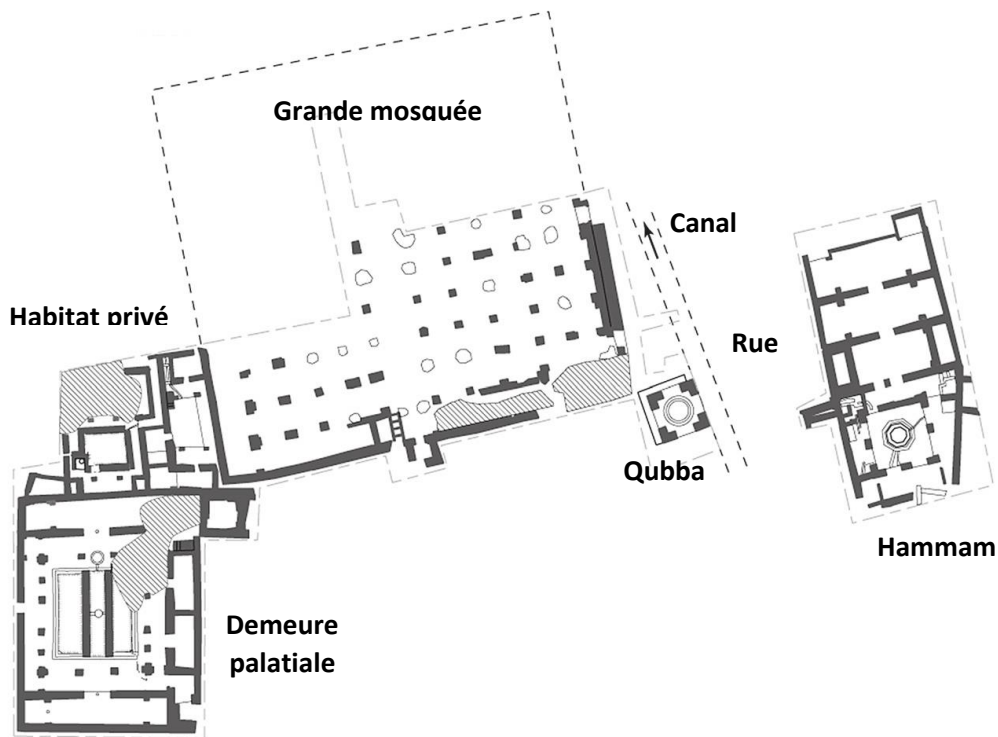 Grande mosquée
Canal
Habitat privé
Rue
Qubba
Hammam
Demeure
palatiale